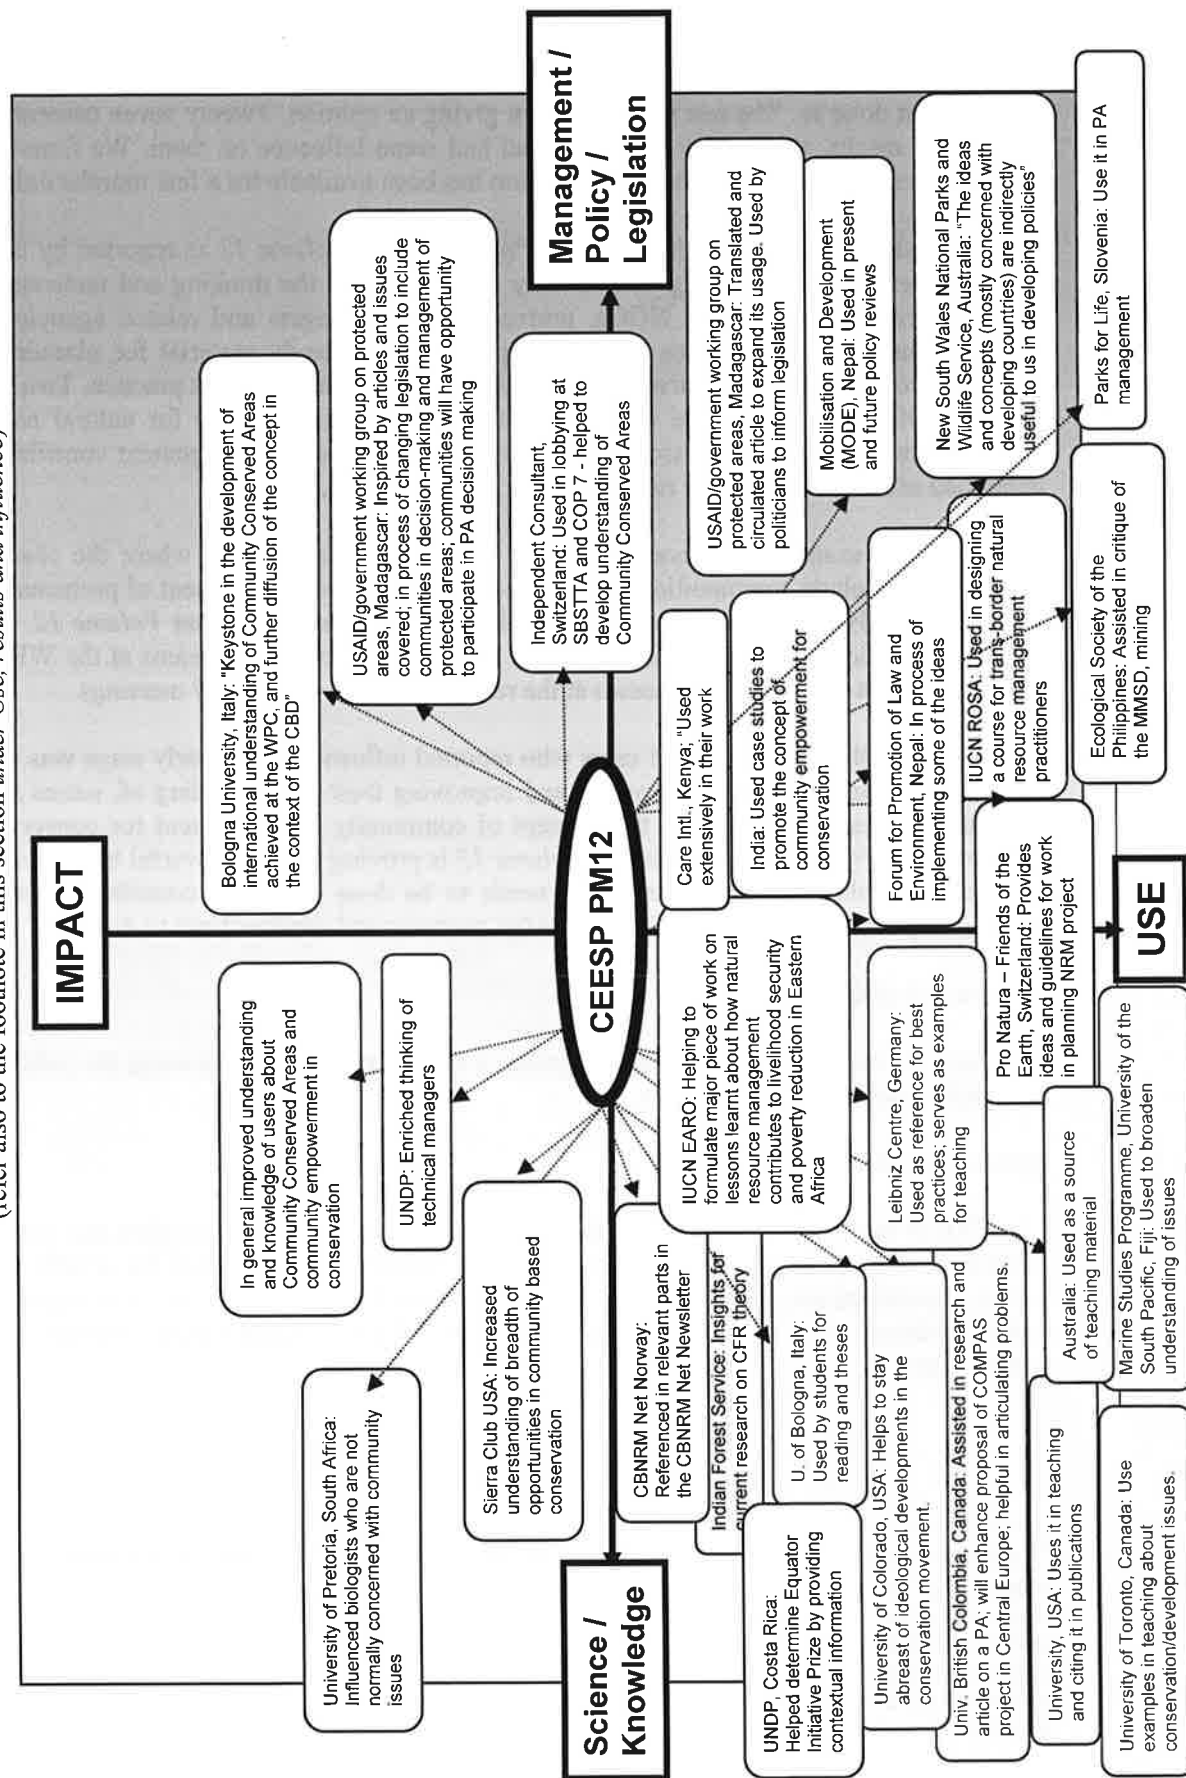 (refer also to the footnote in this section under Use, results and influence)
IMPACT
University of Pretoria, South Africa:
Influenced biologists who are not
normally concerned with community
issues
In general improved understanding
and knowledge of users about
Community Conserved Areas and
community empowerment in
conservation
UNDP: Enriched thinking of
technical managers
Sierra Club USA: Increased
understanding of breadth of
opportunities in community based
conservation
Bologna University, Italy: "Keystone in the development of
international understanding of Community Conserved Areas
achieved at the WPC, and further diffusion of the concept in
the context of the CBD"
USAID/government working group on protected
areas, Madagascar: Inspired by articles and issues
covered; in process of changing legislation to include
communities in decision-making and management of
protected areas; communities will have opportunity
to participate in PA decision making
Independent Consultant,
Switzerland: Used in lobbying at
SBSTTA and COP 7 - helped to
develop understanding of
Community Conserved Areas
Science /
Knowledge
CEESP PM12
Management /
Policy /
Legislation
CBNRM Net Norway:
Referenced in relevant parts in
the CBNRM Net Newsletter
Indian Forest Service: Insights for
current research on CFR theory
IUCN EARO: Helping to
formulate major piece of work on
lessons learnt about how natural
resource management
contributes to livelihood security
and poverty reduction in Eastern
Africa
Care Intl., Kenya; "Used
extensively in their work
India: Used case studies to
promote the concept of
community empowerment for
conservation
USAID/government working group on
protected areas, Madagascar: Translated and
circulated article to expand its usage. Used by
politicians to inform legislation
Mobilisation and Development
(MODE), Nepal: Used in present
and future policy reviews
UNDP, Costa Rica:
Helped determine Equator
Initiative Prize by providing
contextual information
U. of Bologna, Italy:
Used by students for
reading and theses
University of Colorado, USA: Helps to stay
abreast of ideological developments in the
conservation movement.
Leibniz Centre, Germany:
Used as reference for best
practices; serves as examples
for teaching
Forum for Promotion of Law and
Environment, Nepal: In process of
implementing some of the ideas
New South Wales National Parks and
Wildlife Service, Australia: "The ideas
and concepts (mostly concerned with
developing countries) are indirectly
useful to us in developing policies"
Univ. British Colombia, Canada: Assisted in research and
article on a PA; will enhance proposal of COMPAS
project in Central Europe; helpful in articulating problems.
Pro Natura – Friends of the
Earth, Switzerland: Provides
ideas and guidelines for work
in planning NRM project
IUCN ROSA: Used in designing
a course for trans-border natural
resource management
practitioners
University, USA: Uses it in teaching
and citing it in publications
Australia: Used as a source
of teaching material
Ecological Society of the
Philippines: Assisted in critique of
the MMSD, mining
Parks for Life, Slovenia: Use it in PA
management
University of Toronto, Canada: Use
examples in teaching about
conservation/development issues.
Marine Studies Programme, University of the
South Pacific, Fiji: Used to broaden
understanding of issues
USE